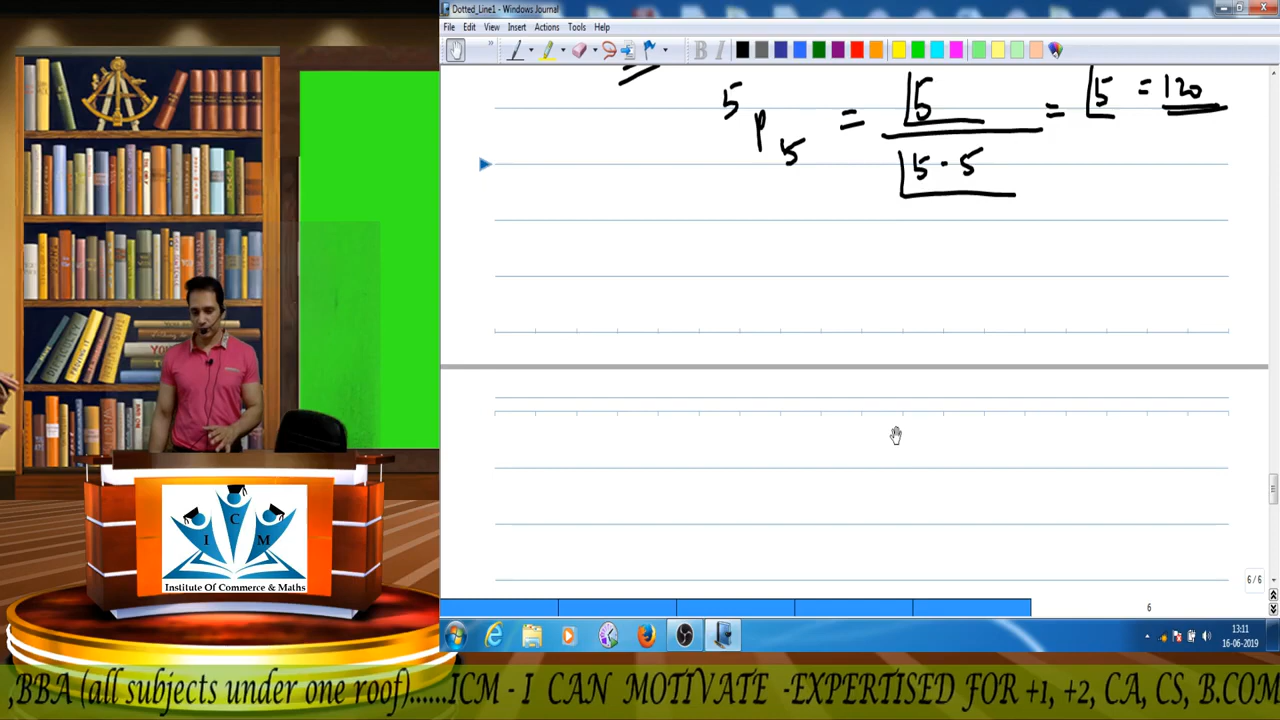 Dotted_Line1 - Windows Journal
File Edit View Insert Actions Tools Help
B I
5 P 5 = |5 / |5 - 5 = |5 = 120
6/6
6
13:11
16-06-2019
I C M
Institute Of Commerce & Maths
,BBA (all subjects under one roof)......ICM - I CAN MOTIVATE -EXPERTISED FOR +1, +2, CA, CS, B.COM